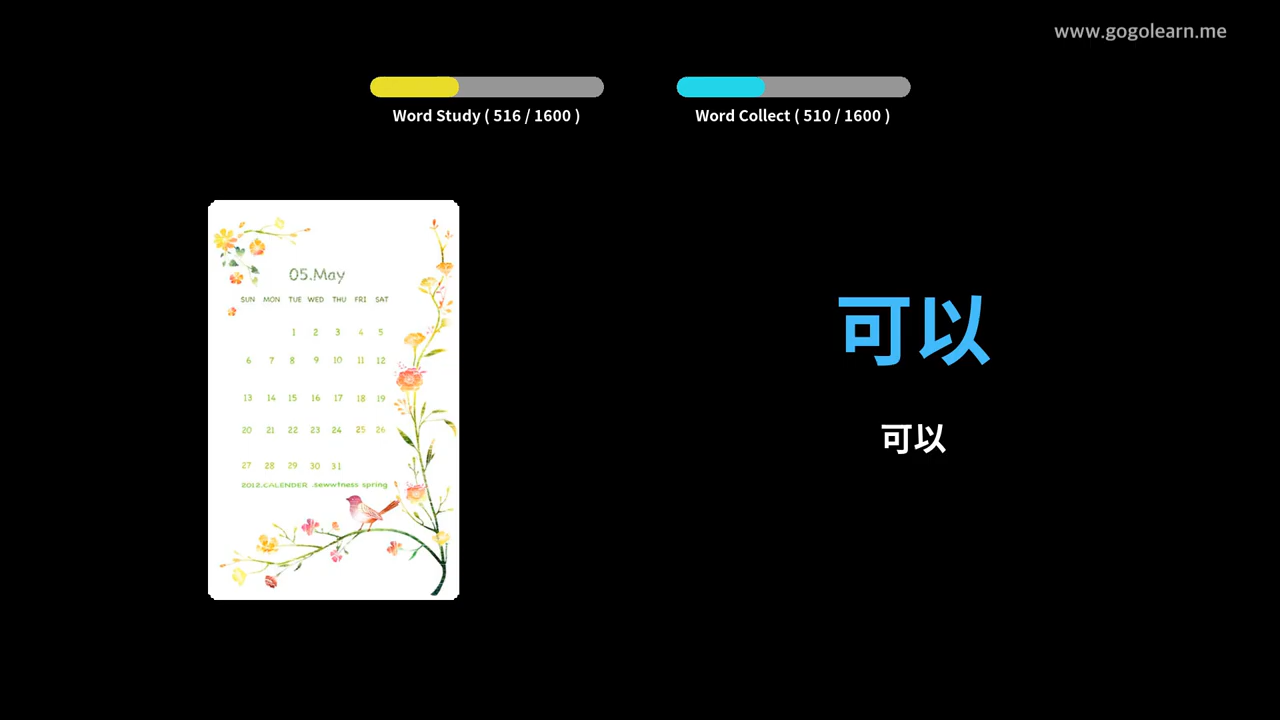 www.gogolearn.me
Word Study ( 516 / 1600 )
Word Collect ( 510 / 1600 )
05.May
SUN MON TUE WED THU FRI SAT
1 2 3 4 5
6 7 8 9 10 11 12
13 14 15 16 17 18 19
20 21 22 23 24 25 26
27 28 29 30 31
2012.CALENDER .sewwtness spring
可以
可以